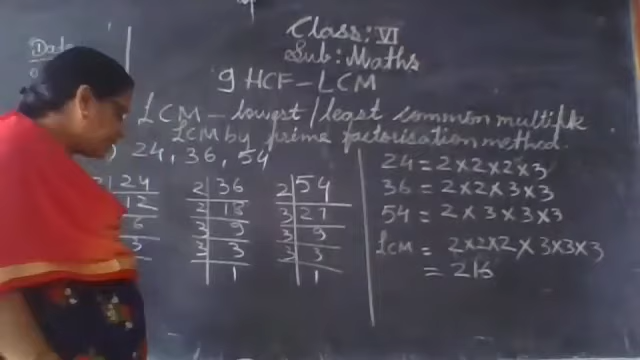 Date
Class: VI
Sub: Maths
9 HCF - LCM
LCM - lowest/least common multiple
LCM by prime factorisation method.
) 24, 36, 54
2 24
12
6
3
2 36
2 18
3 9
3 3
1
2 54
3 27
3 9
3 3
1
24 = 2×2×2×3
36 = 2×2×3×3
54 = 2×3×3×3
LCM = 2×2×2×3×3×3
= 216